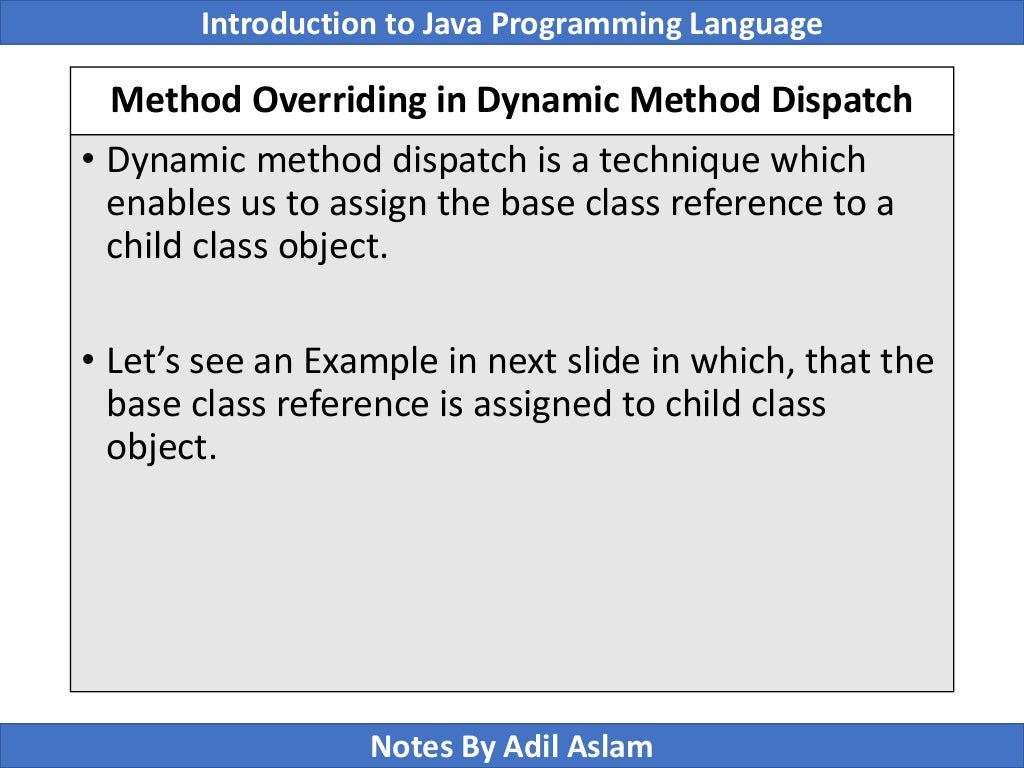 Introduction to Java Programming Language
Method Overriding in Dynamic Method Dispatch
• Dynamic method dispatch is a technique which
enables us to assign the base class reference to a
child class object.
• Let’s see an Example in next slide in which, that the
base class reference is assigned to child class
object.
Notes By Adil Aslam